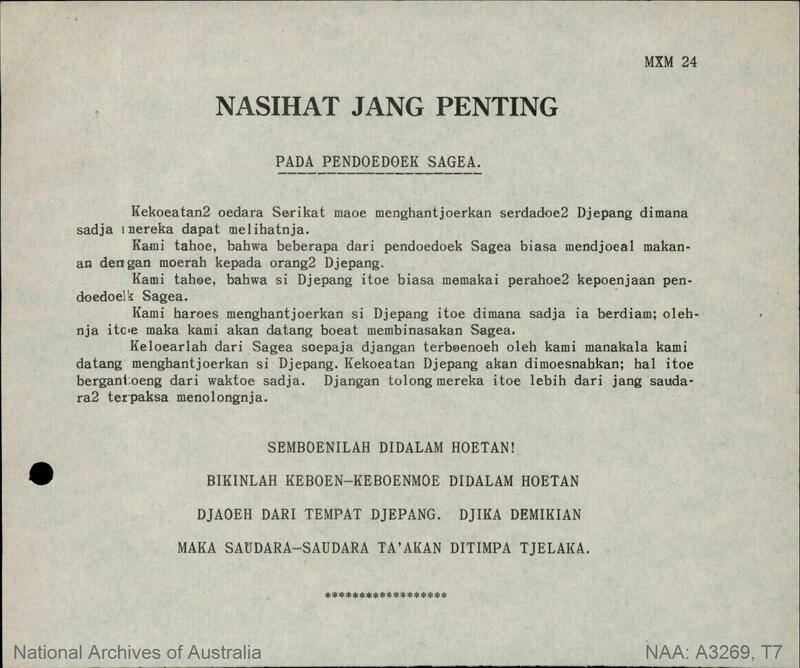 MXM 24
NASIHAT JANG PENTING
PADA PENDOEDOEK SAGEA.
Kekoeatan2 oedara Serikat maoe menghantjoerkan serdadoe2 Djepang dimana
sadja mereka dapat melihatnja.
Kami tahoe, bahwa beberapa dari pendoedoek Sagea biasa mendjoeal makan-
an dengan moerah kepada orang2 Djepang.
Kami tahoe, bahwa si Djepang itoe biasa memakai perahoe2 kepoenjaan pen-
doedoek Sagea.
Kami haroes menghantjoerkan si Djepang itoe dimana sadja ia berdiam; oleh-
nja itoe maka kami akan datang boeat membinasakan Sagea.
Keloearlah dari Sagea soepaja djangan terboenoeh oleh kami manakala kami
datang menghantjoerkan si Djepang. Kekoeatan Djepang akan dimoesnahkan; hal itoe
bergantoeng dari waktoe sadja. Djangan tolong mereka itoe lebih dari jang sauda-
ra2 terpaksa menolongnja.
SEMBOENILAH DIDALAM HOETAN!
BIKINLAH KEBOEN-KEBOENMOE DIDALAM HOETAN
DJAOEH DARI TEMPAT DJEPANG. DJIKA DEMIKIAN
MAKA SAUDARA-SAUDARA TA'AKAN DITIMPA TJELAKA.
******************
National Archives of Australia
NAA: A3269, T7